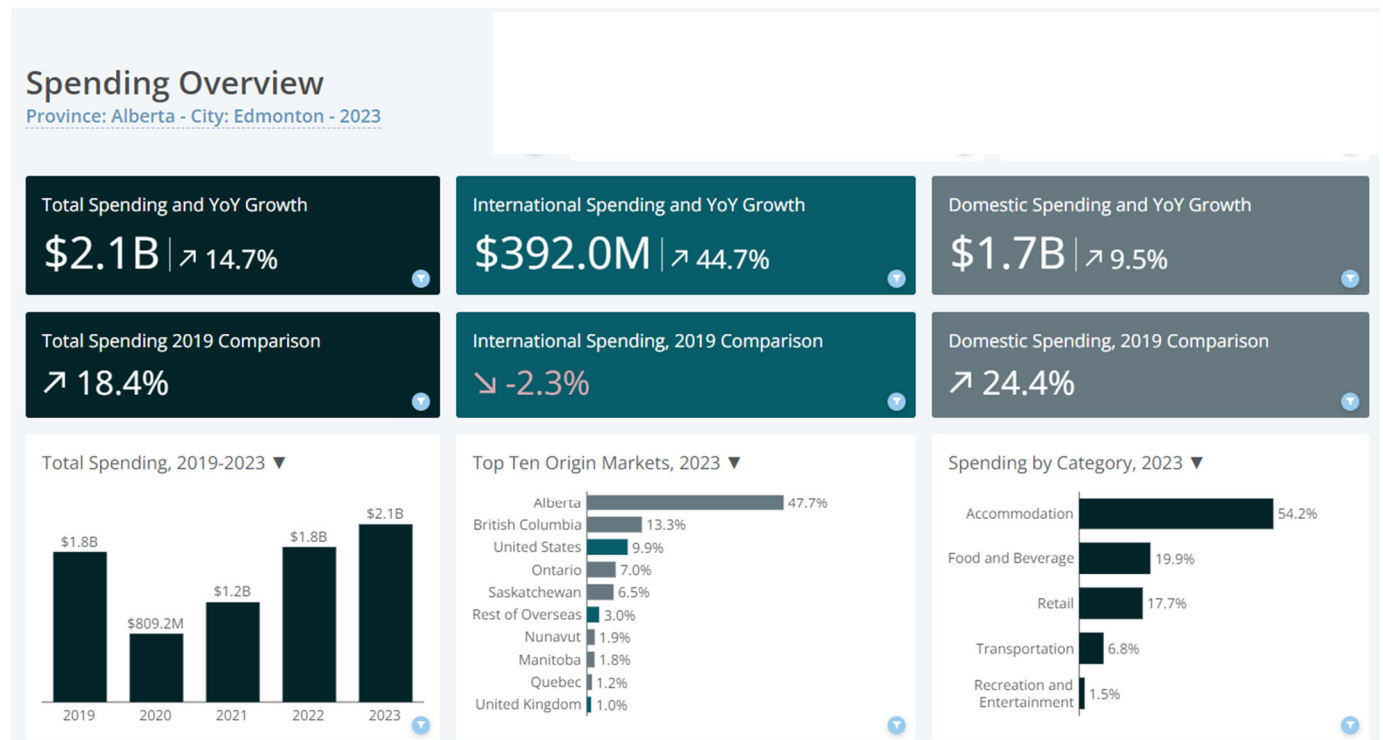 Spending Overview
Province: Alberta - City: Edmonton - 2023
Total Spending and YoY Growth
$2.1B ↗ 14.7%
International Spending and YoY Growth
$392.0M ↗ 44.7%
Domestic Spending and YoY Growth
$1.7B ↗ 9.5%
Total Spending 2019 Comparison
↗ 18.4%
International Spending, 2019 Comparison
↘ -2.3%
Domestic Spending, 2019 Comparison
↗ 24.4%
Total Spending, 2019-2023 ▼
$1.8B
$809.2M
$1.2B
$1.8B
$2.1B
2019 2020 2021 2022 2023
Top Ten Origin Markets, 2023 ▼
Alberta 47.7%
British Columbia 13.3%
United States 9.9%
Ontario 7.0%
Saskatchewan 6.5%
Rest of Overseas 3.0%
Nunavut 1.9%
Manitoba 1.8%
Quebec 1.2%
United Kingdom 1.0%
Spending by Category, 2023 ▼
Accommodation 54.2%
Food and Beverage 19.9%
Retail 17.7%
Transportation 6.8%
Recreation and
Entertainment 1.5%